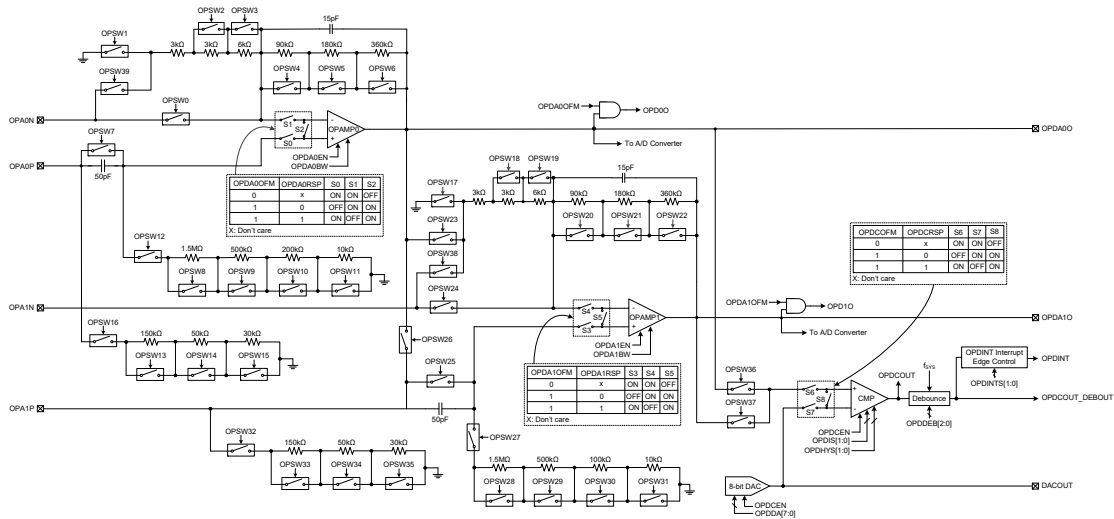 OPSW2 OPSW3
15pF
OPSW1
3kΩ 3kΩ 6kΩ 90kΩ 180kΩ 360kΩ
OPSW39
OPSW4 OPSW5 OPSW6
OPSW0
OPA0N
S1
S2
S0
-
+
OPAMP0
OPDA0EN
OPDA0BW
OPDA0OFM
OPD0O
To A/D Converter
OPDA0O
OPSW7
OPA0P
50pF
OPDA0OFM OPDA0RSP S0 S1 S2
0 x ON ON OFF
1 0 OFF ON ON
1 1 ON OFF ON
X: Don't care
OPSW18 OPSW19
15pF
OPSW17
3kΩ 3kΩ 6kΩ 90kΩ 180kΩ 360kΩ
OPSW23
OPSW20 OPSW21 OPSW22
OPSW38
OPSW24
OPSW12
1.5MΩ 500kΩ 200kΩ 10kΩ
OPSW8 OPSW9 OPSW10 OPSW11
OPA1N
OPDCOFM OPDCRSP S6 S7 S8
0 x ON ON OFF
1 0 OFF ON ON
1 1 ON OFF ON
X: Don't care
S4
S5
S3
-
+
OPAMP1
OPDA1EN
OPDA1BW
OPDA1OFM
OPD1O
To A/D Converter
OPDA1O
OPSW16
150kΩ 50kΩ 30kΩ
OPSW13 OPSW14 OPSW15
OPSW26
OPSW25
OPDA1OFM OPDA1RSP S3 S4 S5
0 x ON ON OFF
1 0 OFF ON ON
1 1 ON OFF ON
X: Don't care
OPSW36
OPSW37
S6
S8
S7
+
-
CMP
OPDCEN
OPDIS[1:0]
OPDHYS[1:0]
OPDCOUT
fSYS
Debounce
OPDDEB[2:0]
OPDINT Interrupt
Edge Control
OPDINTS[1:0]
OPDINT
OPDCOUT_DEBOUT
OPA1P
50pF
OPSW27
OPSW32
150kΩ 50kΩ 30kΩ
OPSW33 OPSW34 OPSW35
1.5MΩ 500kΩ 100kΩ 10kΩ
OPSW28 OPSW29 OPSW30 OPSW31
8-bit DAC
OPDCEN
OPDDA[7:0]
DACOUT